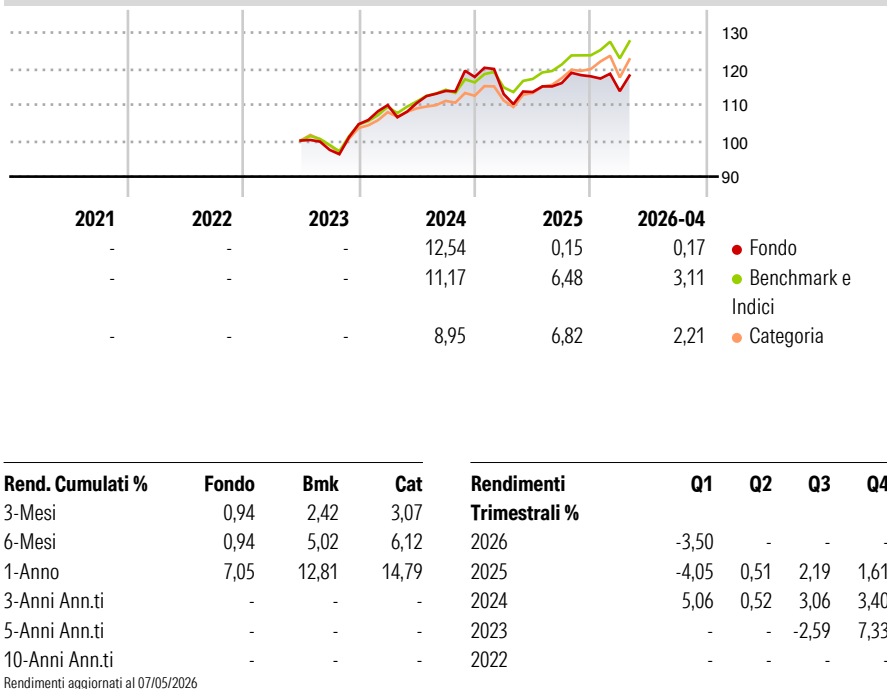 130
120
110
100
90
2021 2022 2023 2024 2025 2026-04
- - - 12,54 0,15 0,17 Fondo
- - - 11,17 6,48 3,11 Benchmark e
Indici
- - - 8,95 6,82 2,21 Categoria
Rend. Cumulati % Fondo Bmk Cat
3-Mesi 0,94 2,42 3,07
6-Mesi 0,94 5,02 6,12
1-Anno 7,05 12,81 14,79
3-Anni Ann.ti - - -
5-Anni Ann.ti - - -
10-Anni Ann.ti - - -
Rendimenti aggiornati al 07/05/2026
Rendimenti Q1 Q2 Q3 Q4
Trimestrali %
2026 -3,50 - - -
2025 -4,05 0,51 2,19 1,61
2024 5,06 0,52 3,06 3,40
2023 - - -2,59 7,33
2022 - - - -